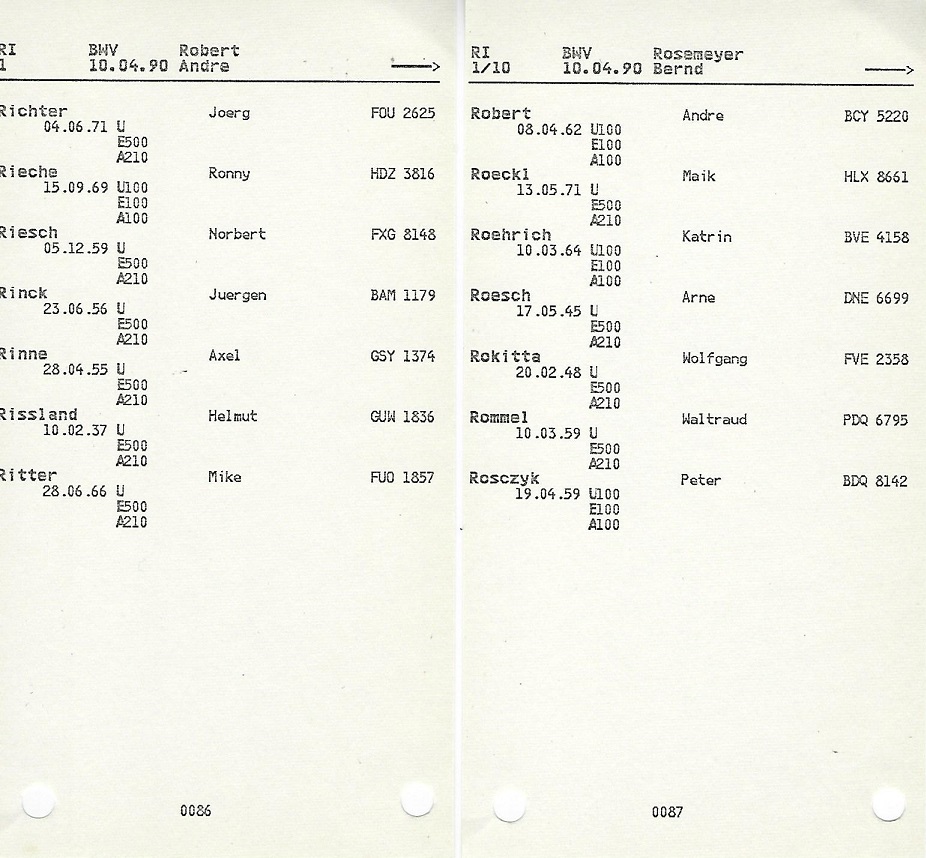 RI BWV Robert
1 10.04.90 Andre
Richter Joerg FOU 2625
04.06.71 U
E500
A210
Rieche Ronny HDZ 3816
15.09.69 U100
E100
A100
Riesch Norbert FXG 8148
05.12.59 U
E500
A210
Rinck Juergen BAM 1179
23.06.56 U
E500
A210
Rinne Axel GSY 1374
28.04.55 U
E500
A210
Rissland Helmut GUW 1836
10.02.37 U
E500
A210
Ritter Mike FUO 1857
28.06.66 U
E500
A210
0086
RI BWV Rosemeyer
1/10 10.04.90 Bernd
Robert Andre BCY 5220
08.04.62 U100
E100
A100
Roeckl Maik HLX 8661
13.05.71 U
E500
A210
Roehrich Katrin BVE 4158
10.03.64 U100
E100
A100
Roesch Arne DNE 6699
17.05.45 U
E500
A210
Rokitta Wolfgang FVE 2358
20.02.48 U
E500
A210
Rommel Waltraud PDQ 6795
10.03.59 U
E500
A210
Rosczyk Peter BDQ 8142
19.04.59 U100
E100
A100
0087